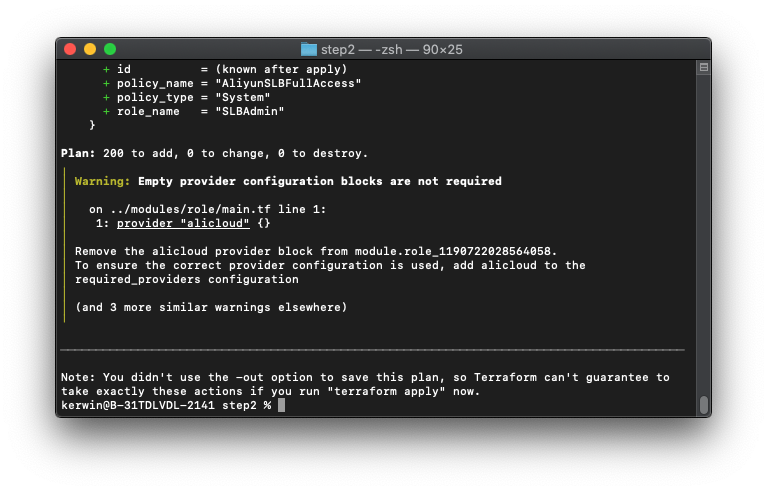 step2 — -zsh — 90×25
+ id = (known after apply)
+ policy_name = "AliyunSLBFullAccess"
+ policy_type = "System"
+ role_name = "SLBAdmin"
}
Plan: 200 to add, 0 to change, 0 to destroy.
Warning: Empty provider configuration blocks are not required
on ../modules/role/main.tf line 1:
1: provider "alicloud" {}
Remove the alicloud provider block from module.role_1190722028564058.
To ensure the correct provider configuration is used, add alicloud to the
required_providers configuration
(and 3 more similar warnings elsewhere)
Note: You didn't use the -out option to save this plan, so Terraform can't guarantee to
take exactly these actions if you run "terraform apply" now.
kerwin@B-31TDLVDL-2141 step2 %